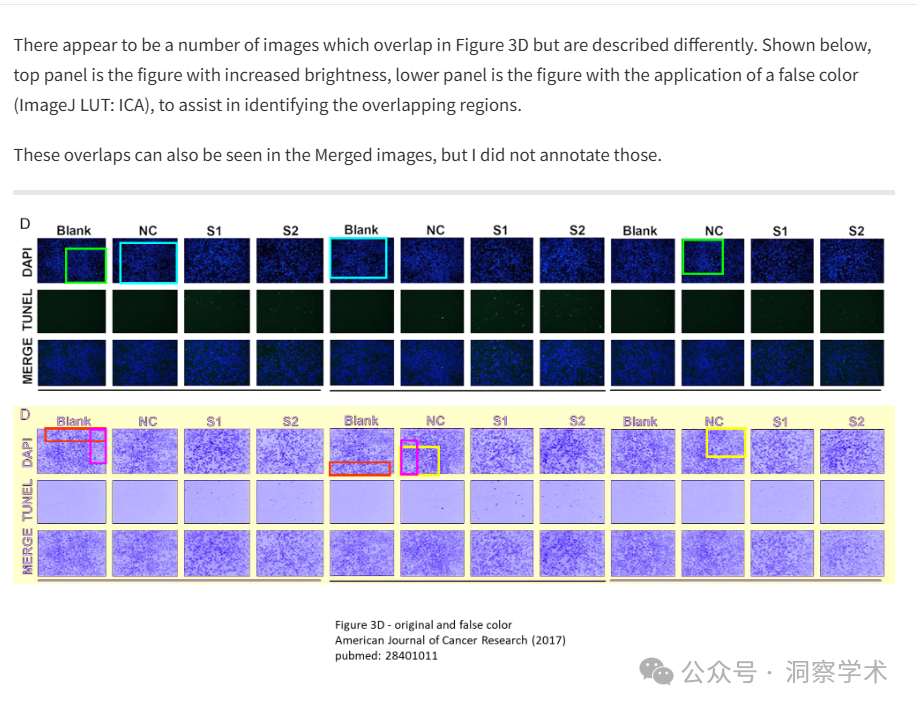 There appear to be a number of images which overlap in Figure 3D but are described differently. Shown below,
top panel is the figure with increased brightness, lower panel is the figure with the application of a false color
(ImageJ LUT: ICA), to assist in identifying the overlapping regions.
These overlaps can also be seen in the Merged images, but I did not annotate those.
D
Blank NC S1 S2 Blank NC S1 S2 Blank NC S1 S2
DAPI
TUNEL
MERGE
D
Blank NC S1 S2 Blank NC S1 S2 Blank NC S1 S2
DAPI
TUNEL
MERGE
Figure 3D - original and false color
American Journal of Cancer Research (2017)
pubmed: 28401011
公众号 · 洞察学术